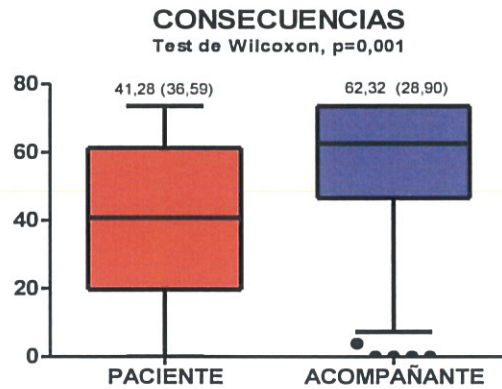 CONSECUENCIAS
Test de Wilcoxon, p=0,001
80
41,28 (36,59)
62,32 (28,90)
60
40
20
0
PACIENTE
ACOMPAÑANTE